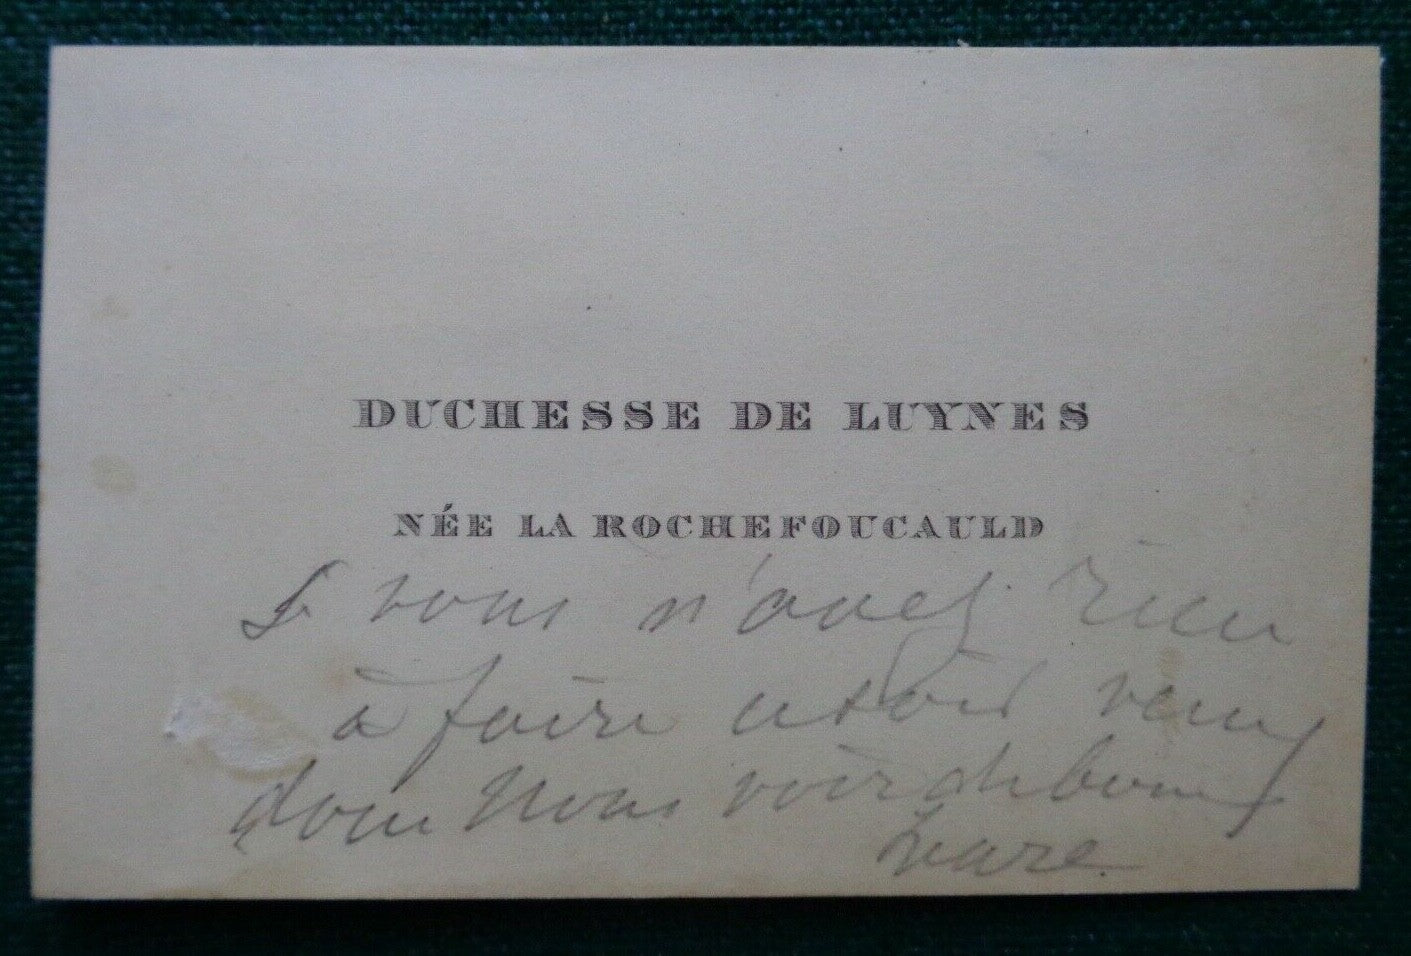 DUCHESSE DE LUYNES
NÉE LA ROCHEFOUCAULD
Si vous n'avez rien
à faire ce soir venez
donc nous voir de bonne
heure